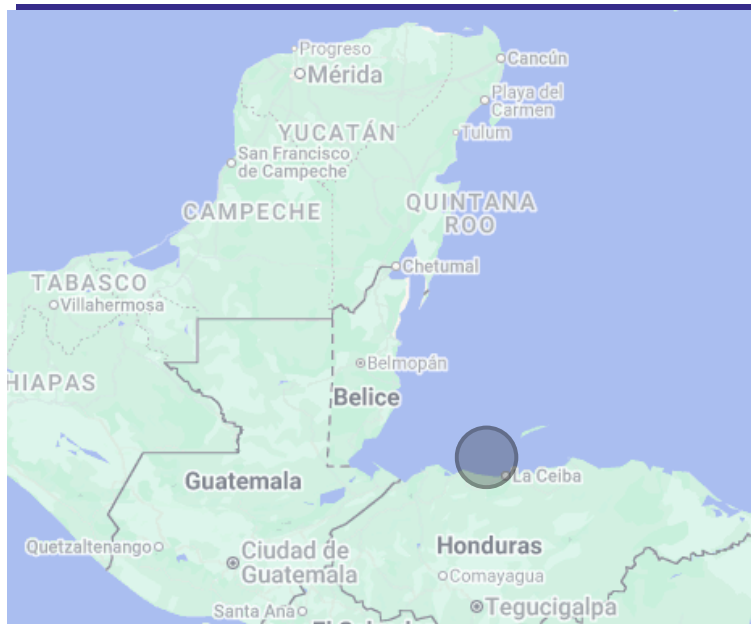 Progreso
Mérida
Cancún
Playa del
Carmen
YUCATÁN
Tulum
San Francisco
de Campeche
CAMPECHE
QUINTANA
ROO
Chetumal
TABASCO
Villahermosa
HIAPAS
Belmopán
Belice
Guatemala
La Ceiba
Quetzaltenango
Ciudad de
Guatemala
Honduras
Comayagua
Santa Ana
Tegucigalpa